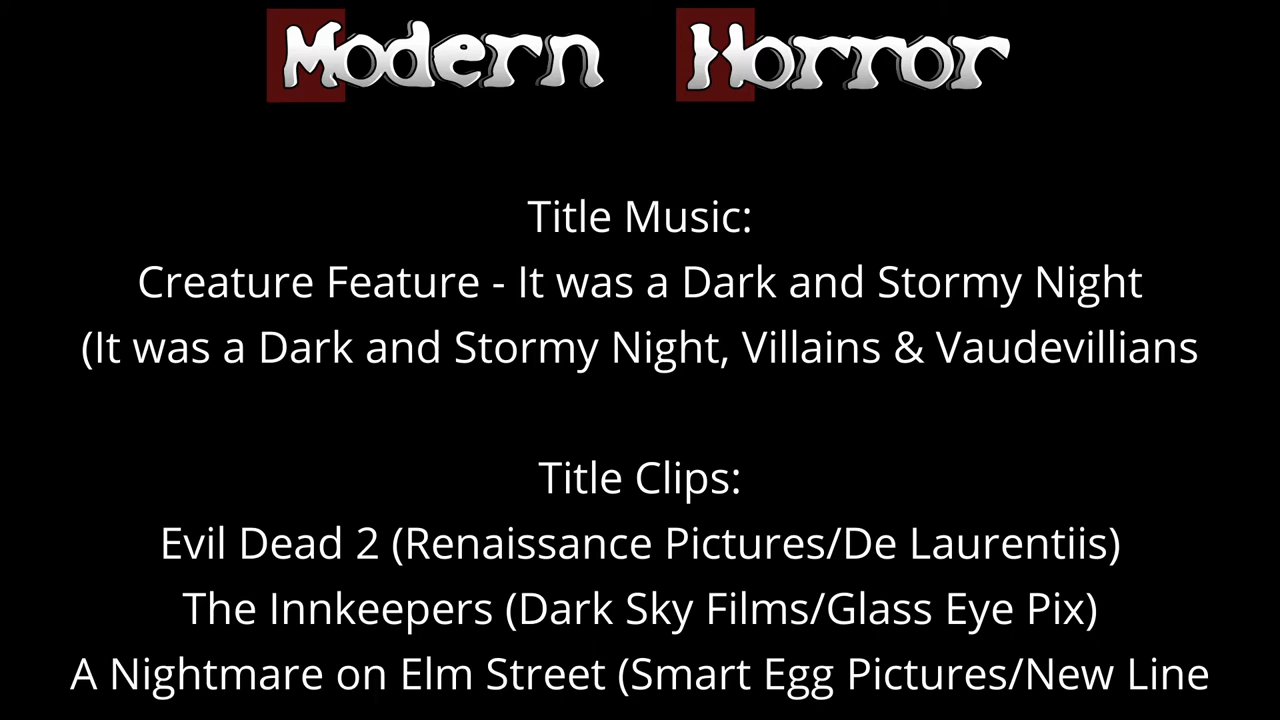 Modern Horror
Title Music:
Creature Feature - It was a Dark and Stormy Night
(It was a Dark and Stormy Night, Villains & Vaudevillians
Title Clips:
Evil Dead 2 (Renaissance Pictures/De Laurentiis)
The Innkeepers (Dark Sky Films/Glass Eye Pix)
A Nightmare on Elm Street (Smart Egg Pictures/New Line